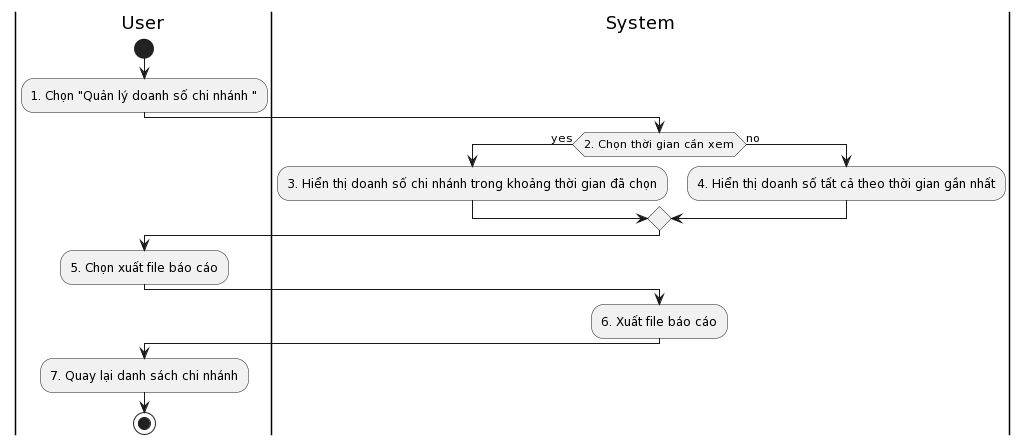 User
System
1. Chọn "Quản lý doanh số chi nhánh "
yes
2. Chọn thời gian cần xem
no
3. Hiển thị doanh số chi nhánh trong khoảng thời gian đã chọn
4. Hiển thị doanh số tất cả theo thời gian gần nhất
5. Chọn xuất file báo cáo
6. Xuất file báo cáo
7. Quay lại danh sách chi nhánh